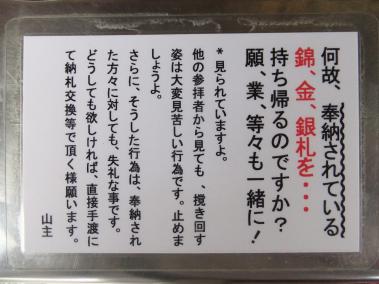 何故、奉納されている
錦、金、銀札を・・・
持ち帰るのですか?
願、業、等々も一緒に!
*見られていますよ。
他の参拝者から見ても、撹き回す
姿は大変見苦しい行為です。止めま
しょうよ。
さらに、そうした行為は、奉納され
た方々に対しても、失礼な事です。
どうしても欲しければ、直接手渡に
て納札交換等で頂く様願います。
山主